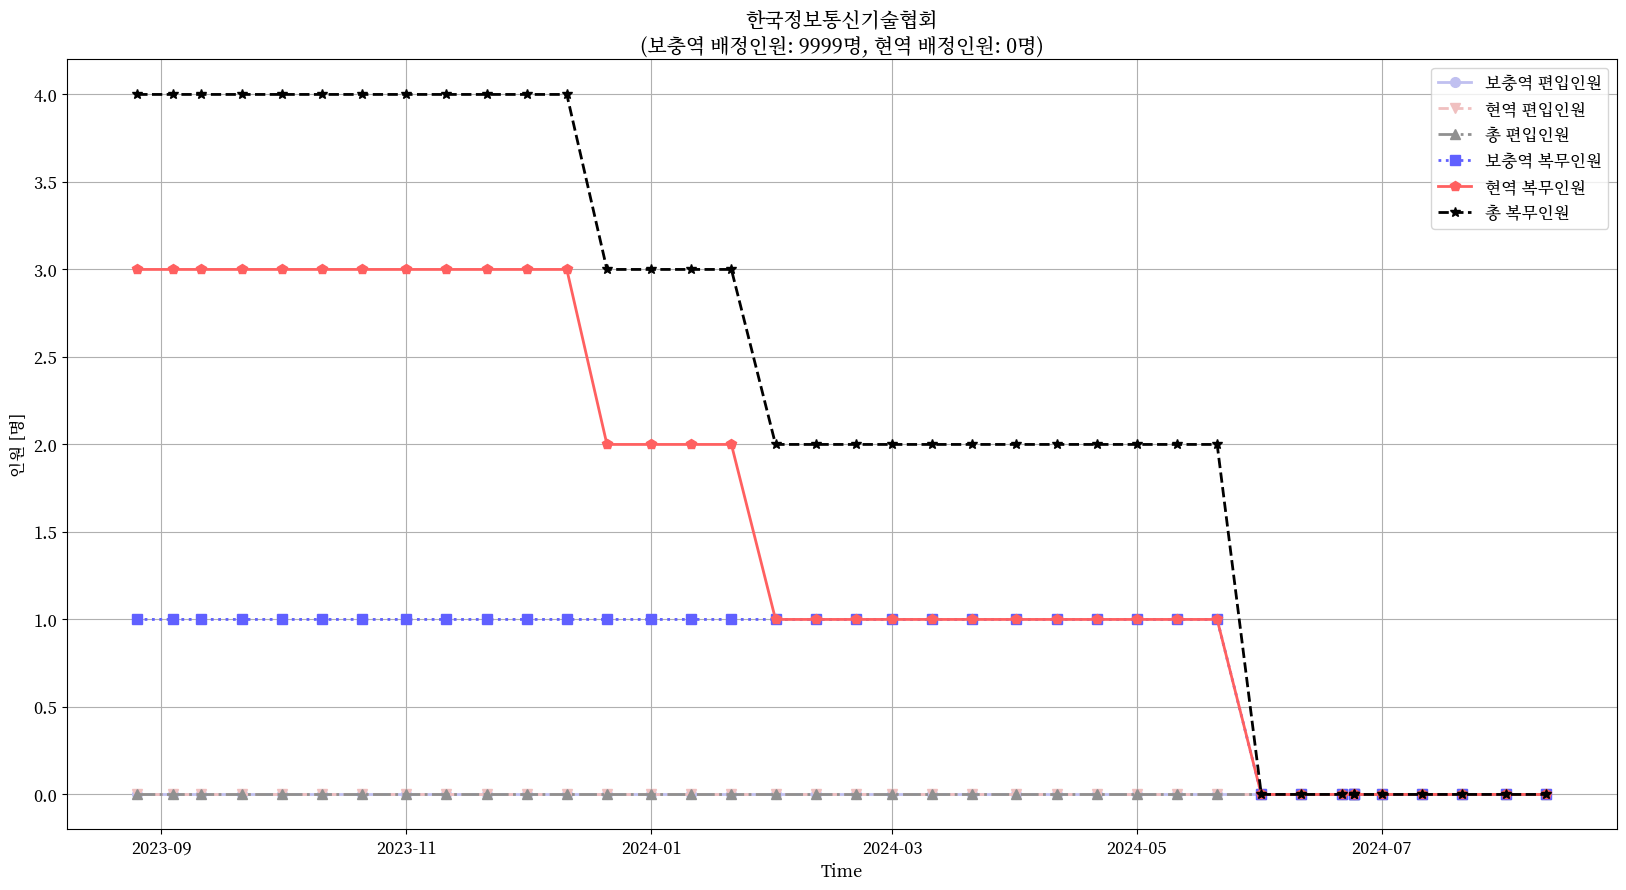 한국정보통신기술협회
(보충역 배정인원: 9999명, 현역 배정인원: 0명)
보충역 편입인원
현역 편입인원
총 편입인원
보충역 복무인원
현역 복무인원
총 복무인원
4.0
3.5
3.0
2.5
2.0
1.5
1.0
0.5
0.0
인원 [명]
2023-09
2023-11
2024-01
2024-03
2024-05
2024-07
Time